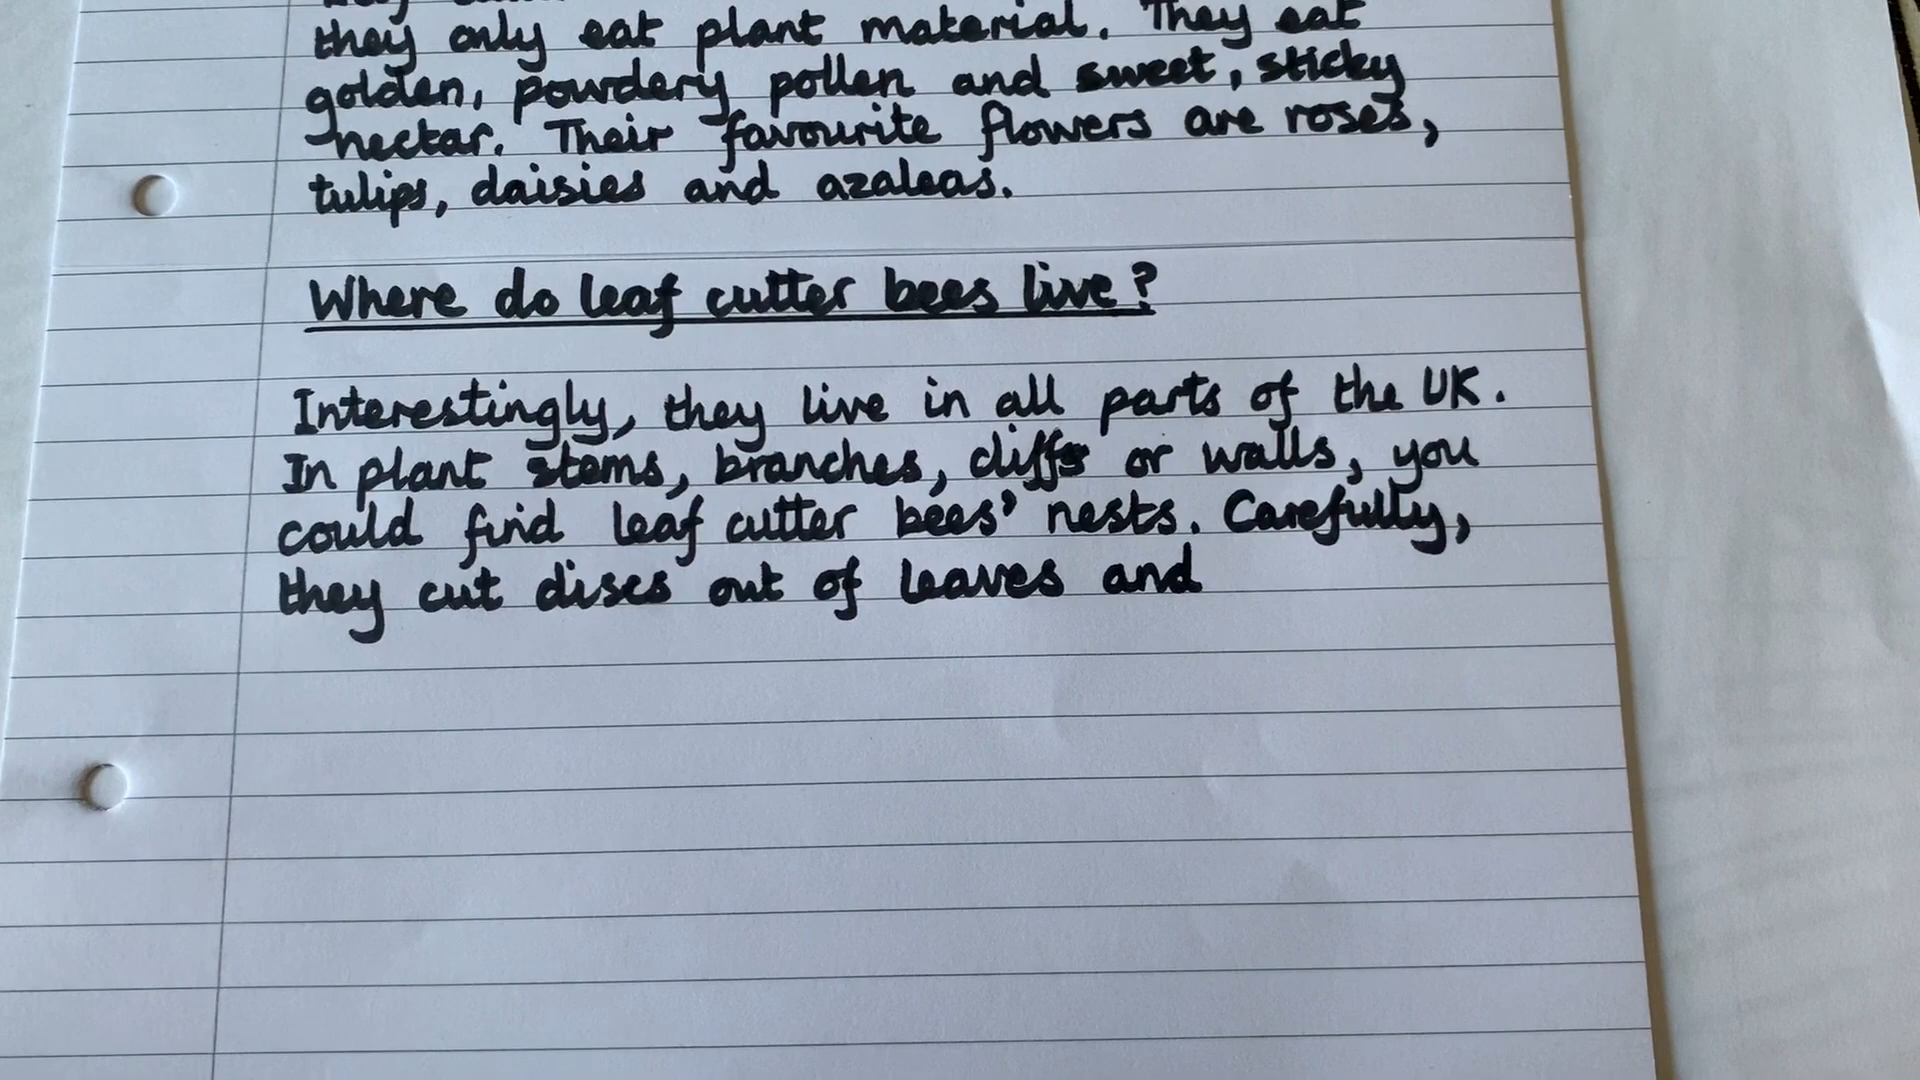 they only eat plant material. They eat
golden, powdery pollen and sweet, sticky
nectar. Their favourite flowers are roses,
tulips, daisies and azaleas.
Where do leaf cutter bees live?
Interestingly, they live in all parts of the UK.
In plant stems, branches, cliffs or walls, you
could find leaf cutter bees' nests. Carefully,
they cut discs out of leaves and